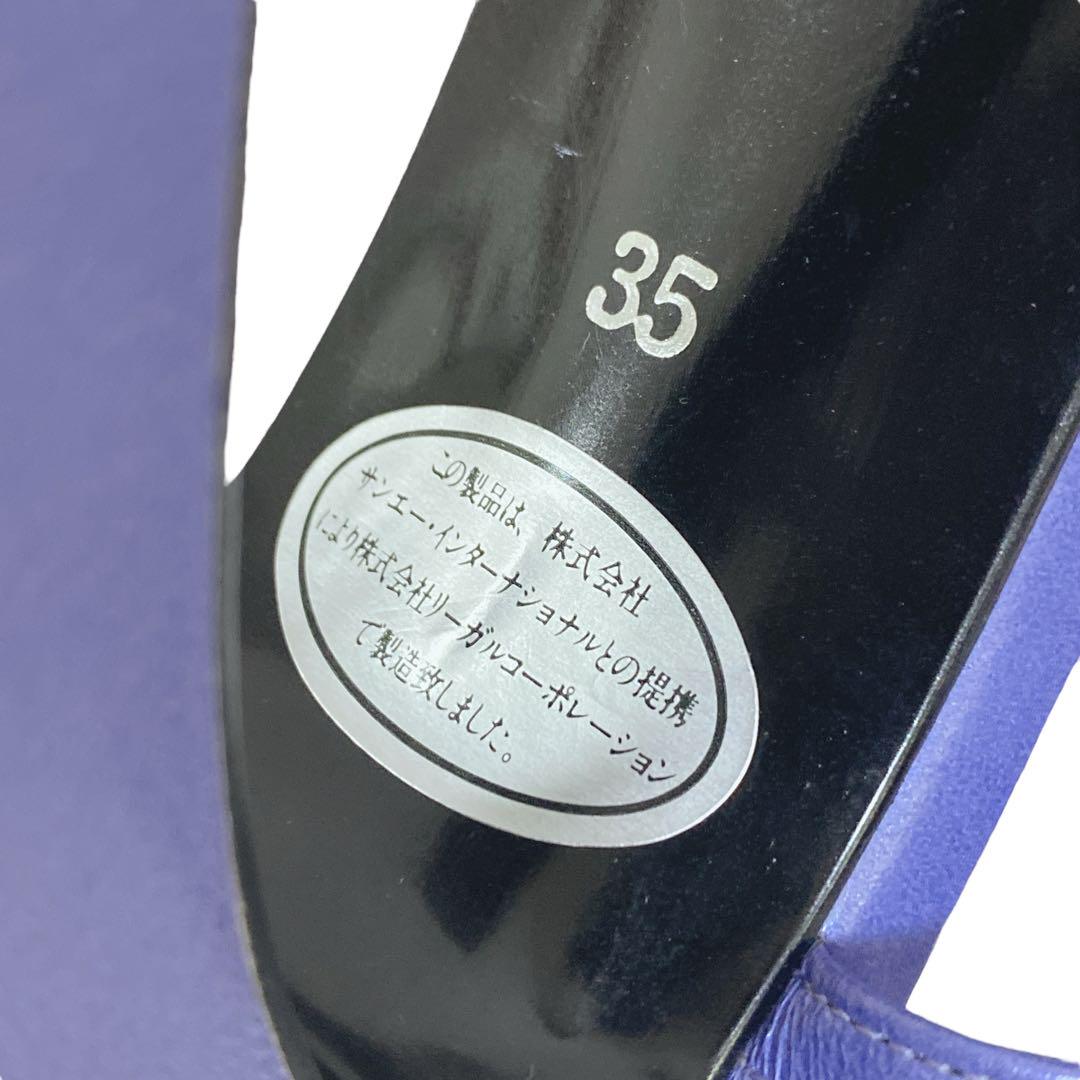 35
この製品は、株式会社
サンエー・インターナショナルとの提携
により株式会社リーガルコーポレーション
で製造致しました。